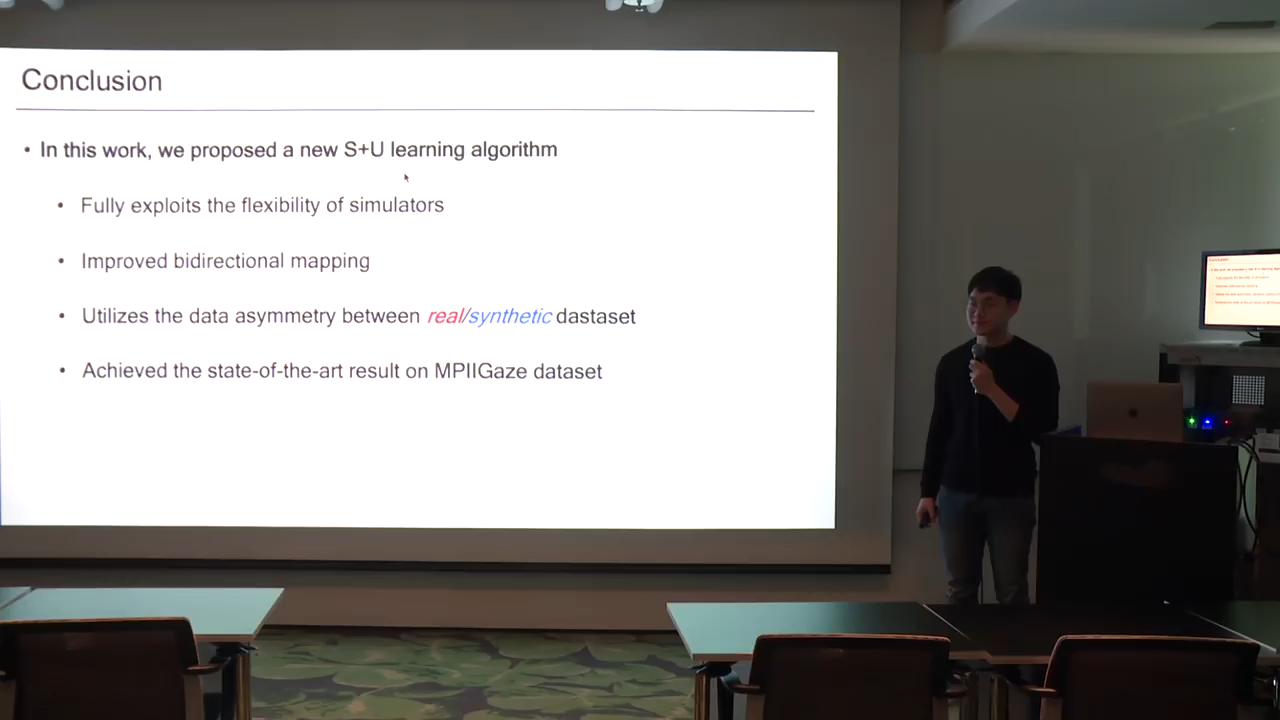 Conclusion
• In this work, we proposed a new S+U learning algorithm
• Fully exploits the flexibility of simulators
• Improved bidirectional mapping
• Utilizes the data asymmetry between real/synthetic dastaset
• Achieved the state-of-the-art result on MPIIGaze dataset
Conclusion